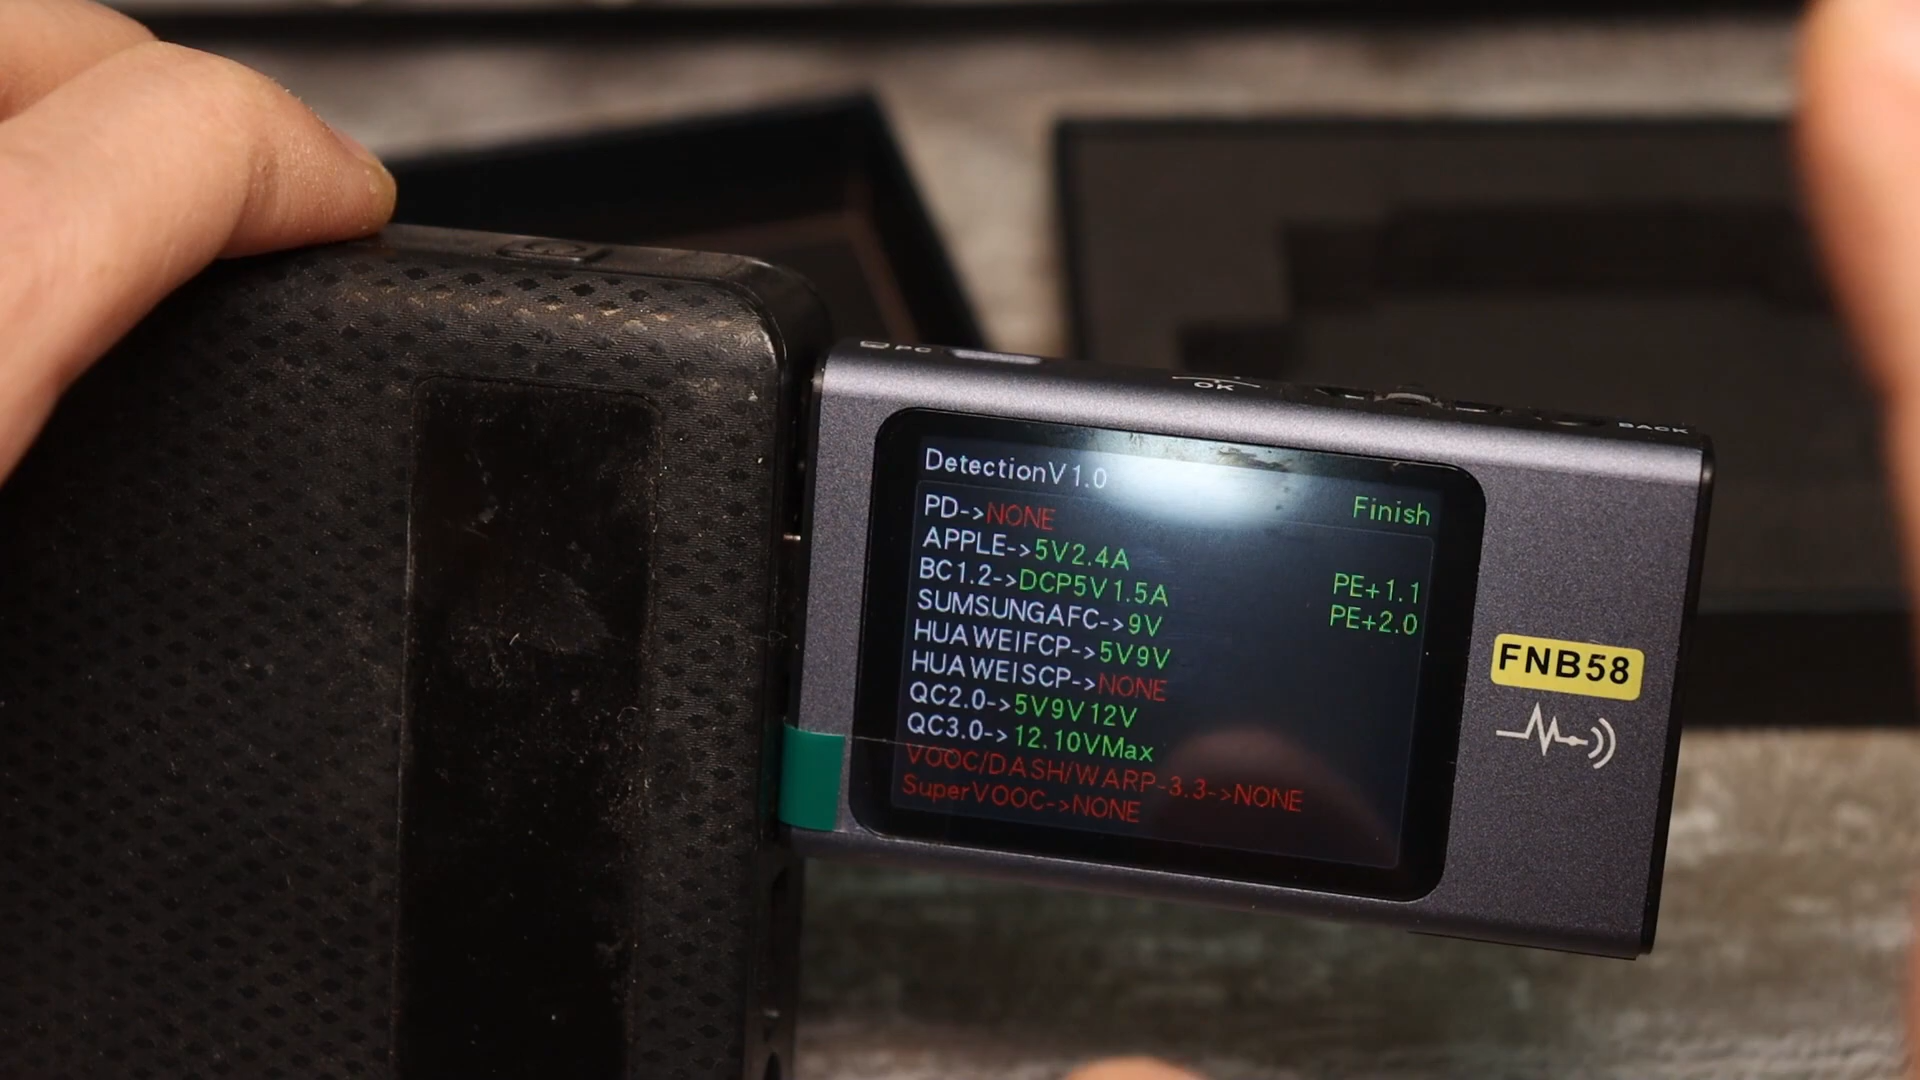 PC
OK
BACK
DetectionV1.0
Finish
PD->NONE
APPLE->5V2.4A
BC1.2->DCP5V1.5A
PE+1.1
SUMSUNGAFC->9V
PE+2.0
HUAWEIFCP->5V9V
HUAWEISCP->NONE
QC2.0->5V9V12V
QC3.0->12.10VMax
VOOC/DASH/WARP-3.3->NONE
SuperVOOC->NONE
FNB58